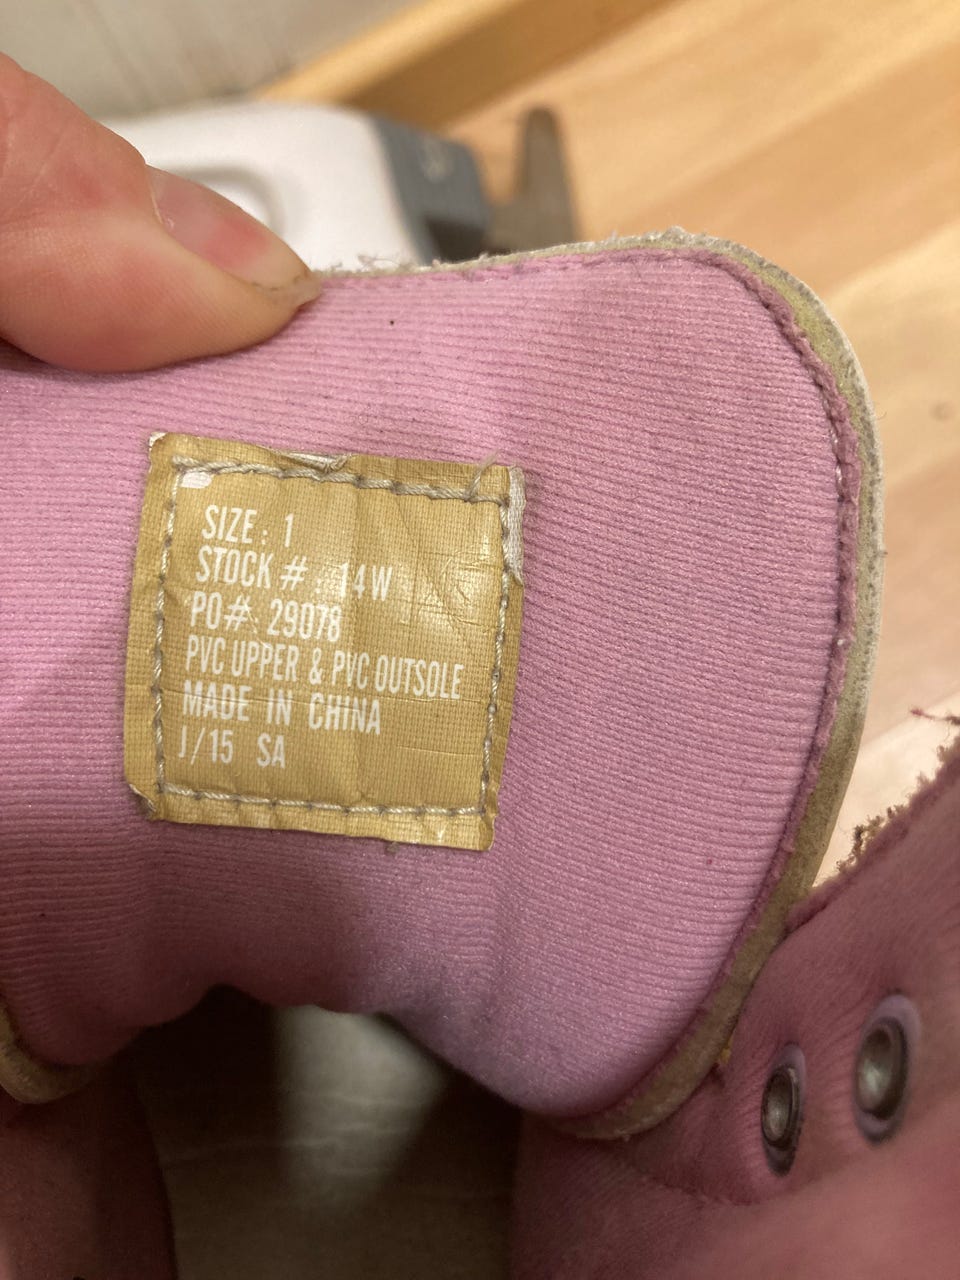 SIZE: 1
STOCK #: 14W
PO#: 29078
PVC UPPER & PVC OUTSOLE
MADE IN CHINA
J/15 SA